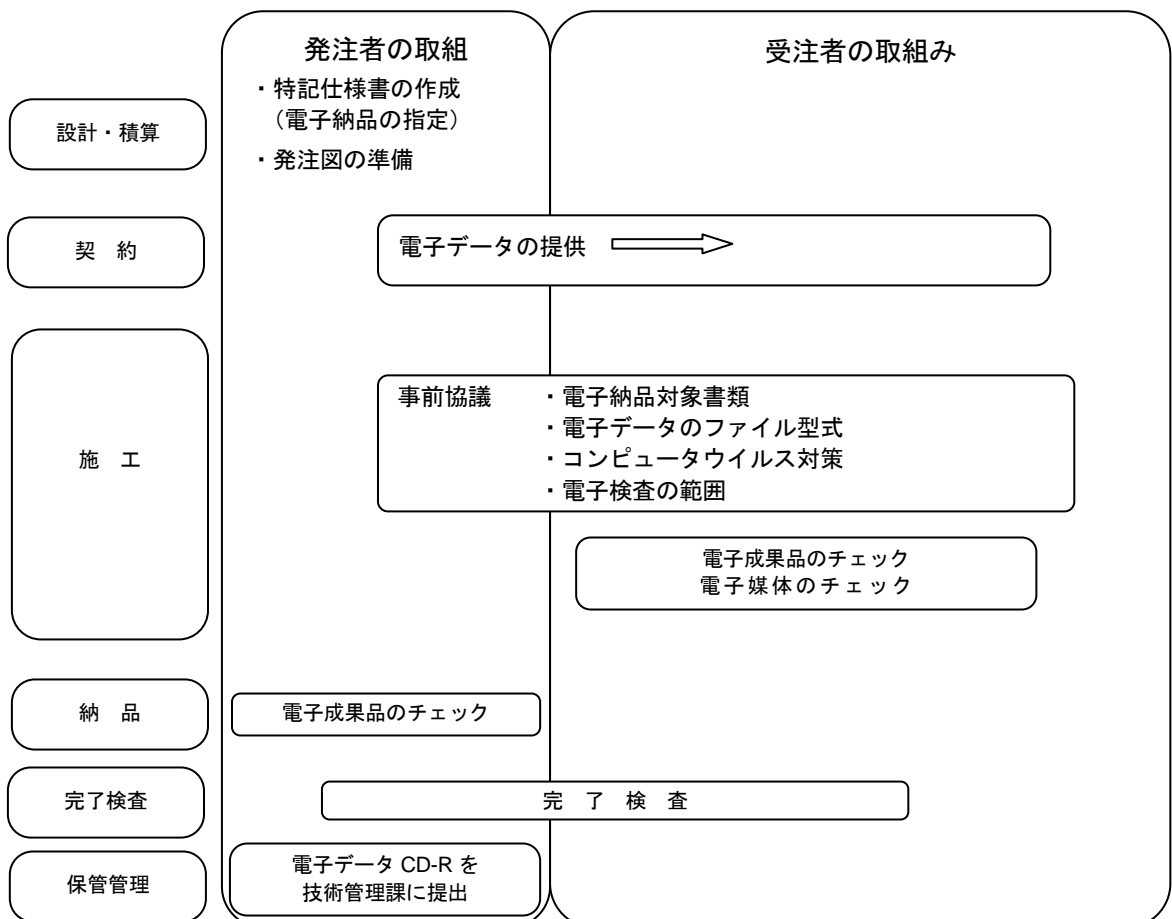 発注者の取組
受注者の取組み
設計・積算
・特記仕様書の作成
（電子納品の指定）
・発注図の準備
契　約
電子データの提供
施　工
事前協議　・電子納品対象書類
・電子データのファイル型式
・コンピュータウイルス対策
・電子検査の範囲
電子成果品のチェック
電子媒体のチェック
納　品
電子成果品のチェック
完了検査
完　了　検　査
保管管理
電子データ CD-R を
技術管理課に提出